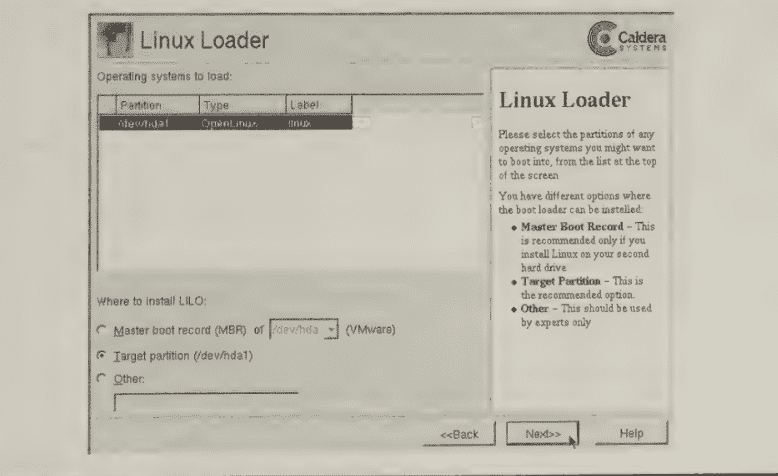 Linux Loader
Caldera
SYSTEMS
Operating systems to load:
Partition Type Label
/dev/hda1 OpenLinux linux
Linux Loader
Please select the partitions of any
operating systems you might want
to boot into, from the list at the top
of the screen
You have different options where
the boot loader can be installed:
Master Boot Record – This
is recommended only if you
install Linux on your second
hard drive
Target Partition – This is
the recommended option.
Other – This should be used
by experts only
Where to install LILO:
Master boot record (MBR) of /dev/hda (VMware)
Target partition (/dev/hda1)
Other:
<<Back Next>> Help